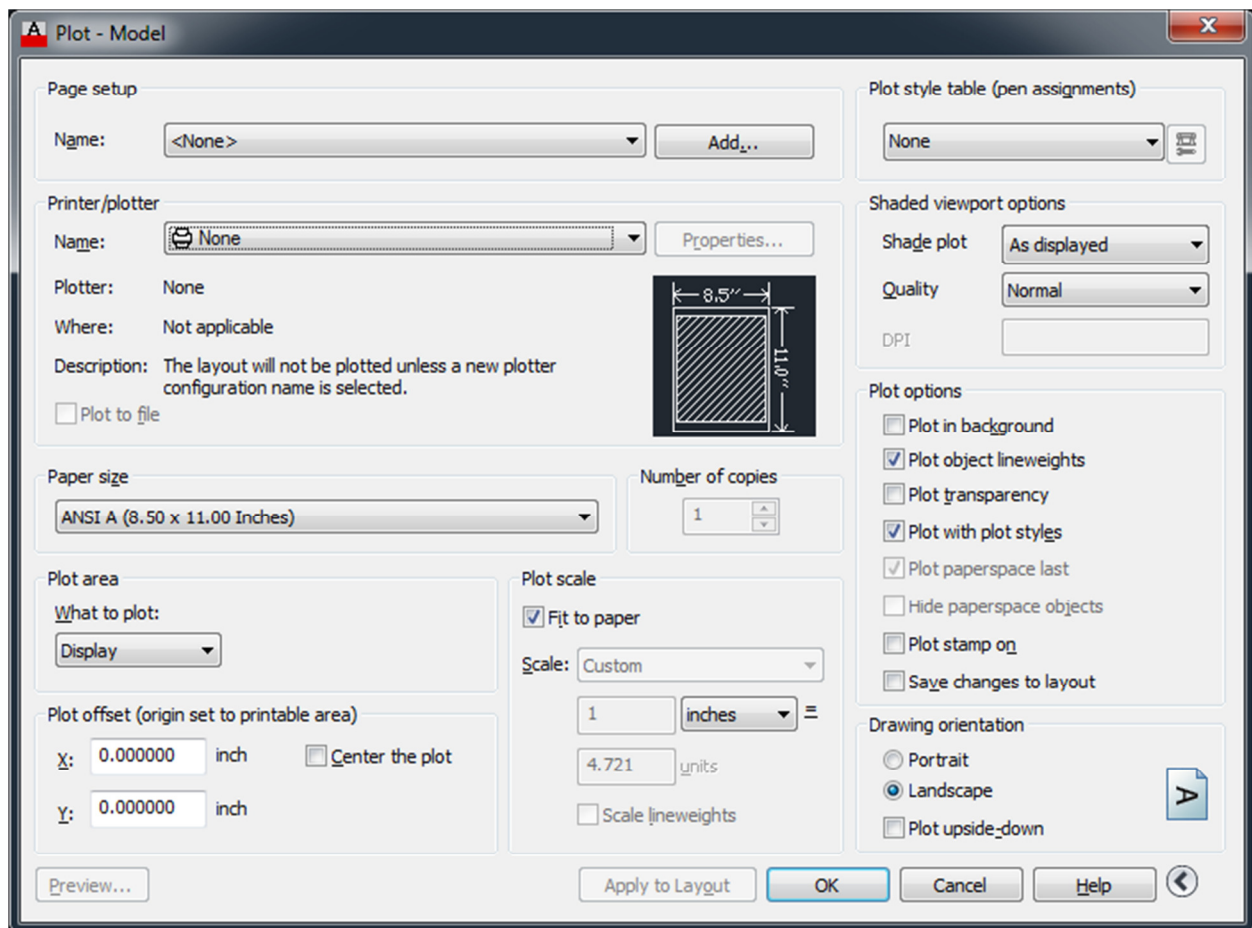 Plot - Model
Page setup
Name:
<None>
Add...
Printer/plotter
Name:
None
Properties...
Plotter:
None
Where:
Not applicable
Description:
The layout will not be plotted unless a new plotter
configuration name is selected.
Plot to file
8.5”
11.0”
Paper size
ANSI A (8.50 x 11.00 Inches)
Number of copies
1
Plot area
What to plot:
Display
Plot offset (origin set to printable area)
X:
0.000000
inch
Center the plot
Y:
0.000000
inch
Plot scale
Fit to paper
Scale:
Custom
1
inches
=
4.721
units
Scale lineweights
Plot style table (pen assignments)
None
Shaded viewport options
Shade plot
As displayed
Quality
Normal
DPI
Plot options
Plot in background
Plot object lineweights
Plot transparency
Plot with plot styles
Plot paperspace last
Hide paperspace objects
Plot stamp on
Save changes to layout
Drawing orientation
Portrait
Landscape
Plot upside-down
A
Preview...
Apply to Layout
OK
Cancel
Help